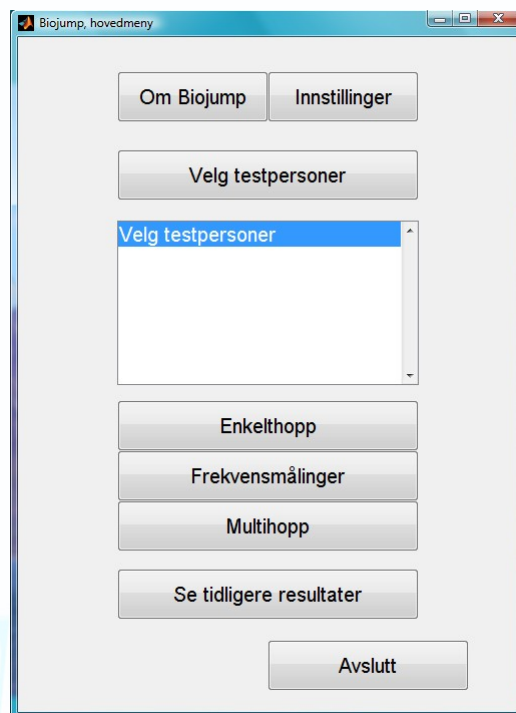 Biojump, hovedmeny
Om Biojump Innstillinger
Velg testpersoner
Velg testpersoner
Enkelthopp
Frekvensmålinger
Multihopp
Se tidligere resultater
Avslutt